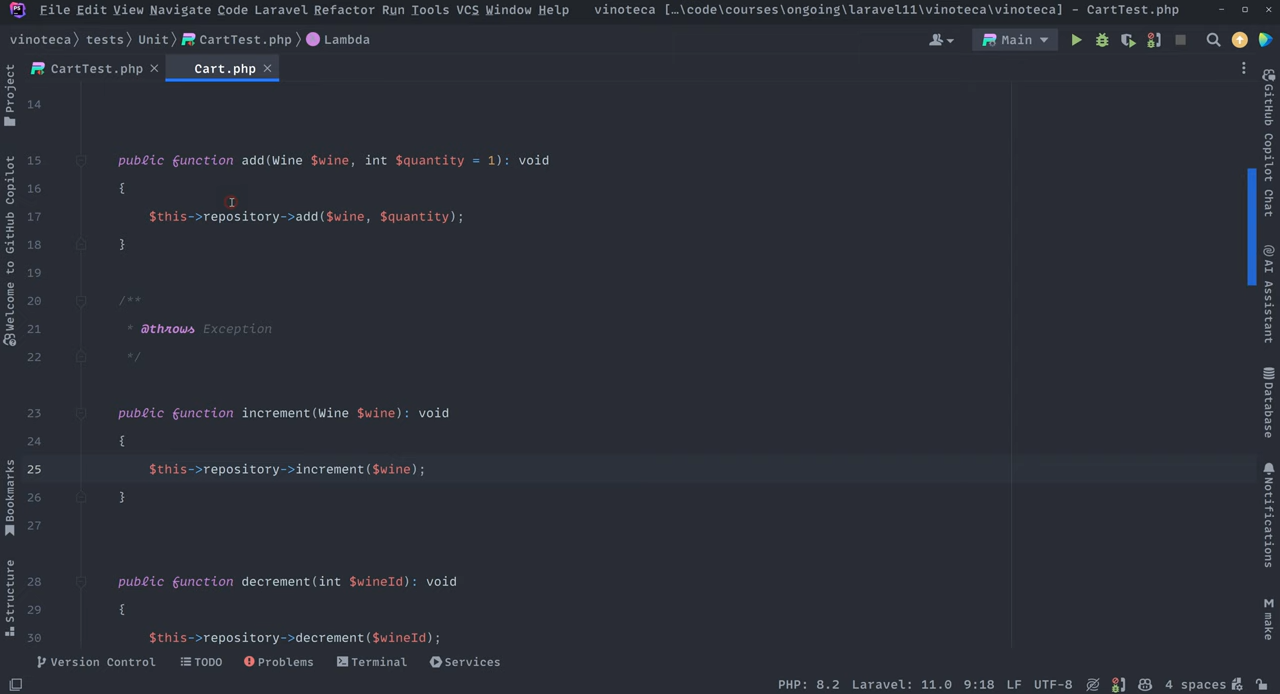 File Edit View Navigate Code Laravel Refactor Run Tools VCS Window Help vinoteca […\code\courses\ongoing\laravel11\vinoteca\vinoteca] - CartTest.php
vinoteca > tests > Unit > CartTest.php > Lambda Main
CartTest.php Cart.php
Project
Welcome to GitHub Copilot
Bookmarks
Structure
14
15 public function add(Wine $wine, int $quantity = 1): void
16 {
17 $this->repository->add($wine, $quantity);
18 }
19
20 /**
21 * @throws Exception
22 */
23 public function increment(Wine $wine): void
24 {
25 $this->repository->increment($wine);
26 }
27
28 public function decrement(int $wineId): void
29 {
30 $this->repository->decrement($wineId);
GitHub Copilot Chat
AI Assistant
Database
Notifications
M make
Version Control TODO Problems Terminal Services
PHP: 8.2 Laravel: 11.0 9:18 LF UTF-8 4 spaces